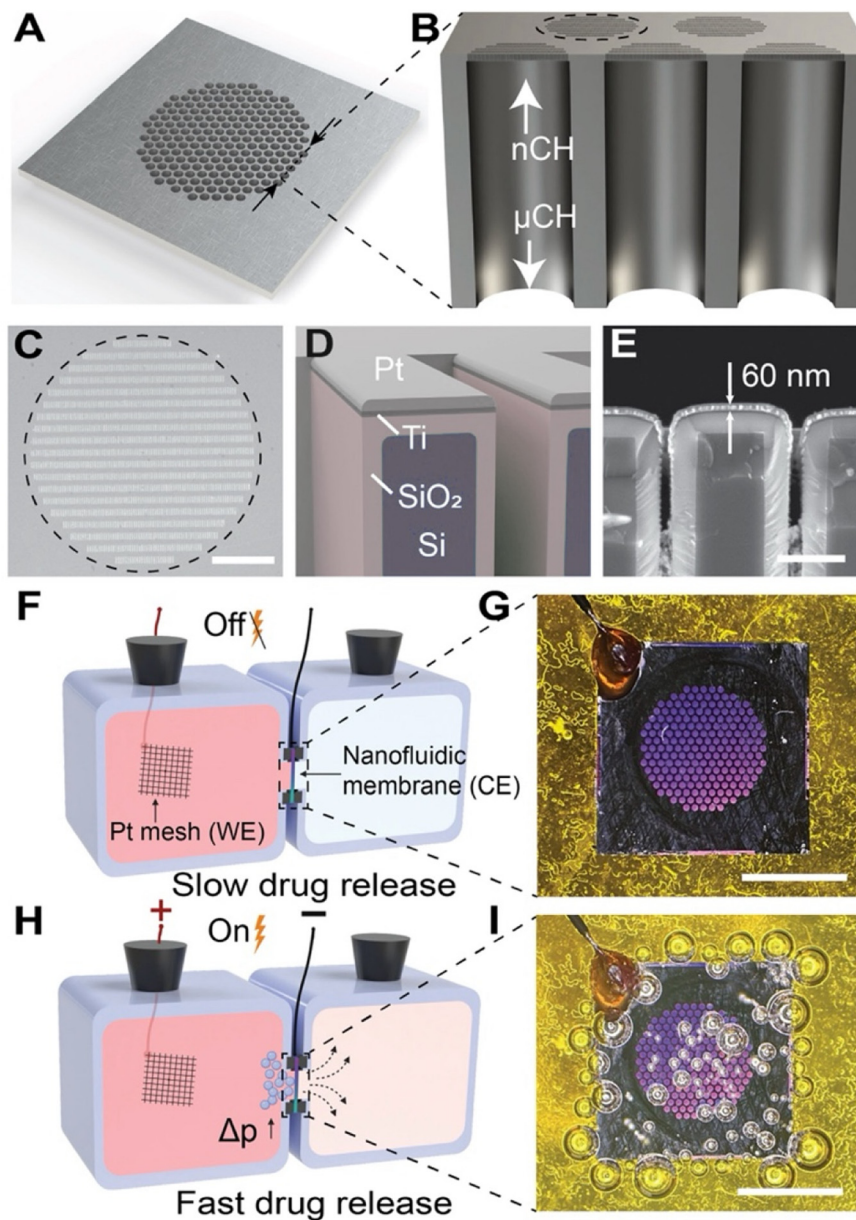 A
B
nCH
µCH
C
D
Pt
Ti
SiO₂
Si
E
60 nm
F
Off
Nanofluidic
membrane (CE)
Pt mesh (WE)
Slow drug release
G
H
+
On
−
Δp
Fast drug release
I